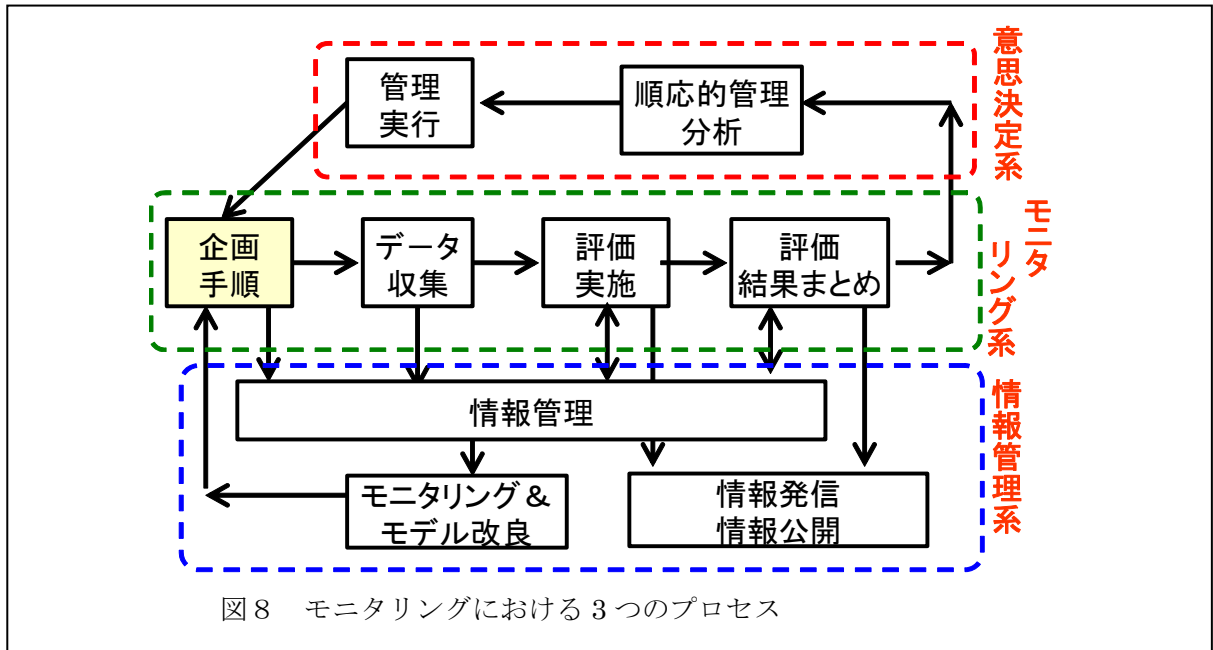 意思決定系
管理
実行
順応的管理
分析
モニタ
リング系
企画
手順
データ
収集
評価
実施
評価
結果まとめ
情報管理系
情報管理
モニタリング&
モデル改良
情報発信
情報公開
図8 モニタリングにおける3つのプロセス